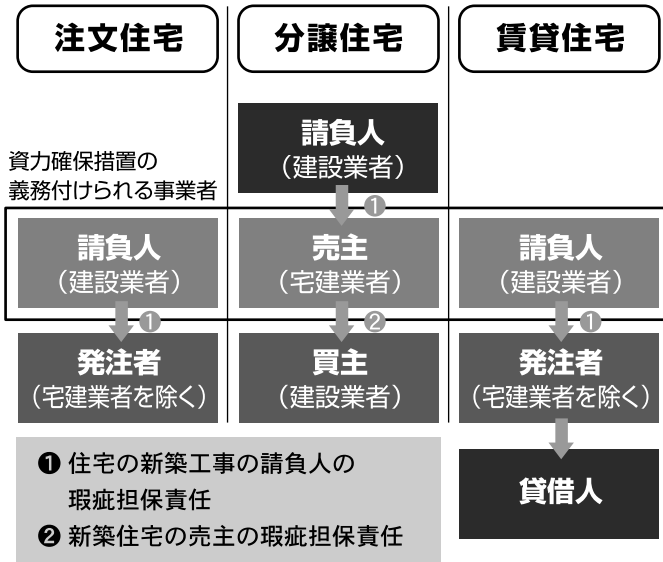 注文住宅
分譲住宅
賃貸住宅
資力確保措置の
義務付けられる事業者
請負人
(建設業者)
❶
請負人
(建設業者)
売主
(宅建業者)
請負人
(建設業者)
❶
❷
❶
発注者
(宅建業者を除く)
買主
(建設業者)
発注者
(宅建業者を除く)
貸借人
❶ 住宅の新築工事の請負人の
瑕疵担保責任
❷ 新築住宅の売主の瑕疵担保責任